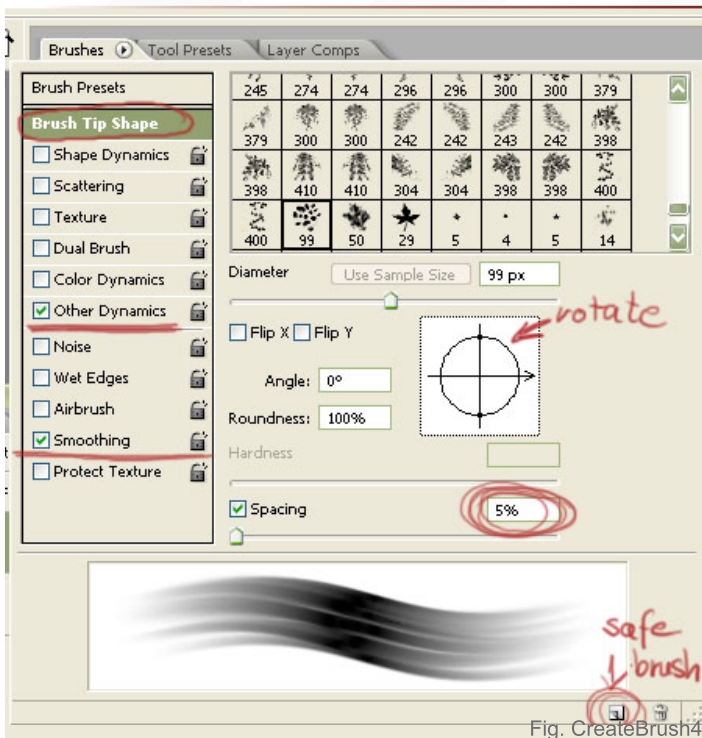 Brushes Tool Presets Layer Comps
Brush Presets
Brush Tip Shape
Shape Dynamics
Scattering
Texture
Dual Brush
Color Dynamics
Other Dynamics
Noise
Wet Edges
Airbrush
Smoothing
Protect Texture
245 274 274 296 296 300 300 379
379 300 300 242 242 243 242 398
398 410 410 304 304 398 398 400
400 99 50 29 5 4 5 14
Diameter Use Sample Size 99 px
rotate
Flip X Flip Y
Angle: 0°
Roundness: 100%
Hardness
Spacing 5%
safe
brush
Fig. CreateBrush4